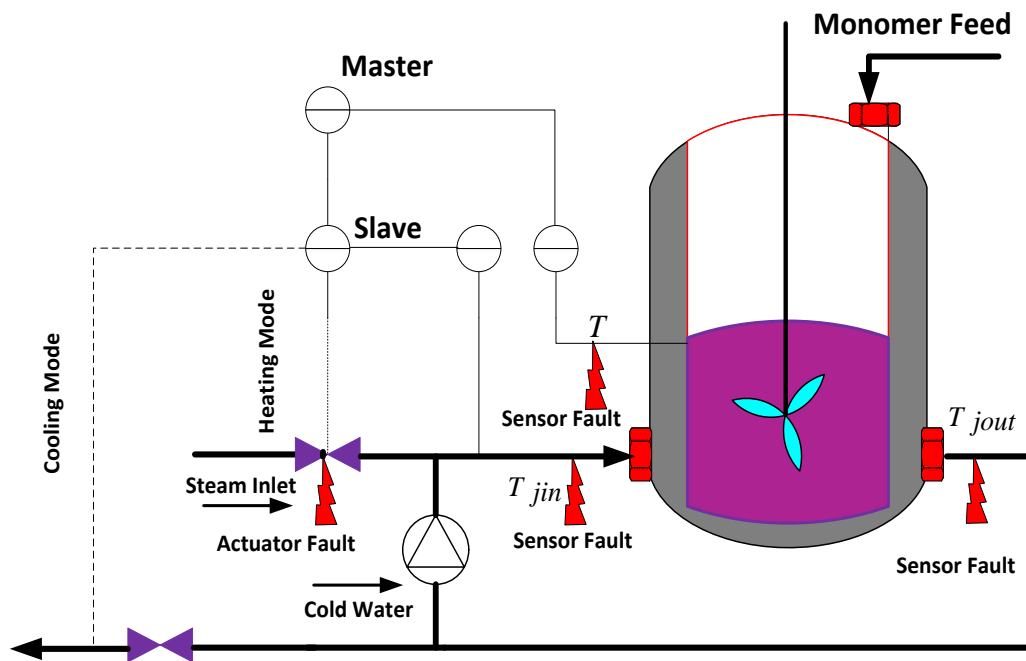 Monomer Feed
Master
Slave
Cooling Mode
Heating Mode
T
Sensor Fault
T jout
Steam Inlet
T jin
Actuator Fault
Sensor Fault
Sensor Fault
Cold Water